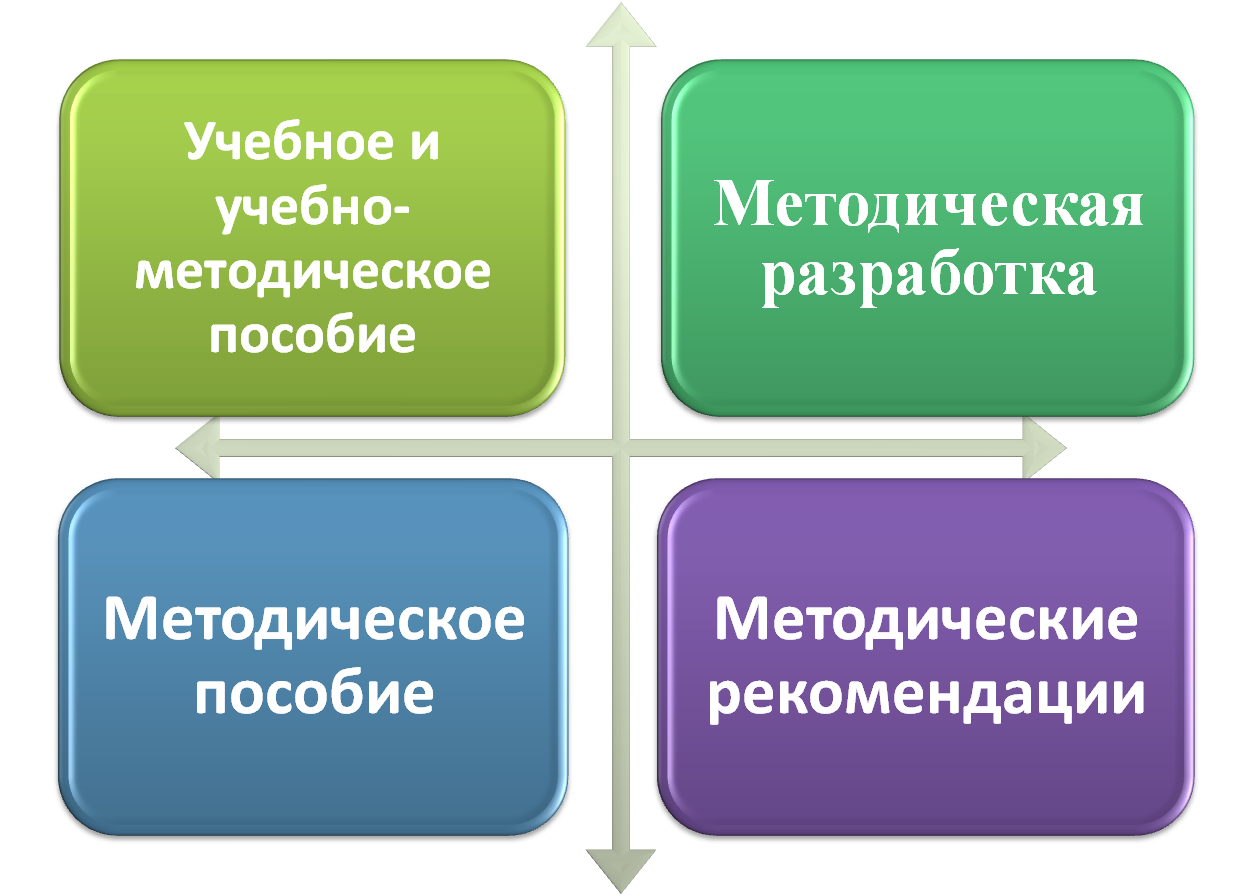 Учебное и
учебно-
методическое
пособие
Методическая
разработка
Методическое
пособие
Методические
рекомендации